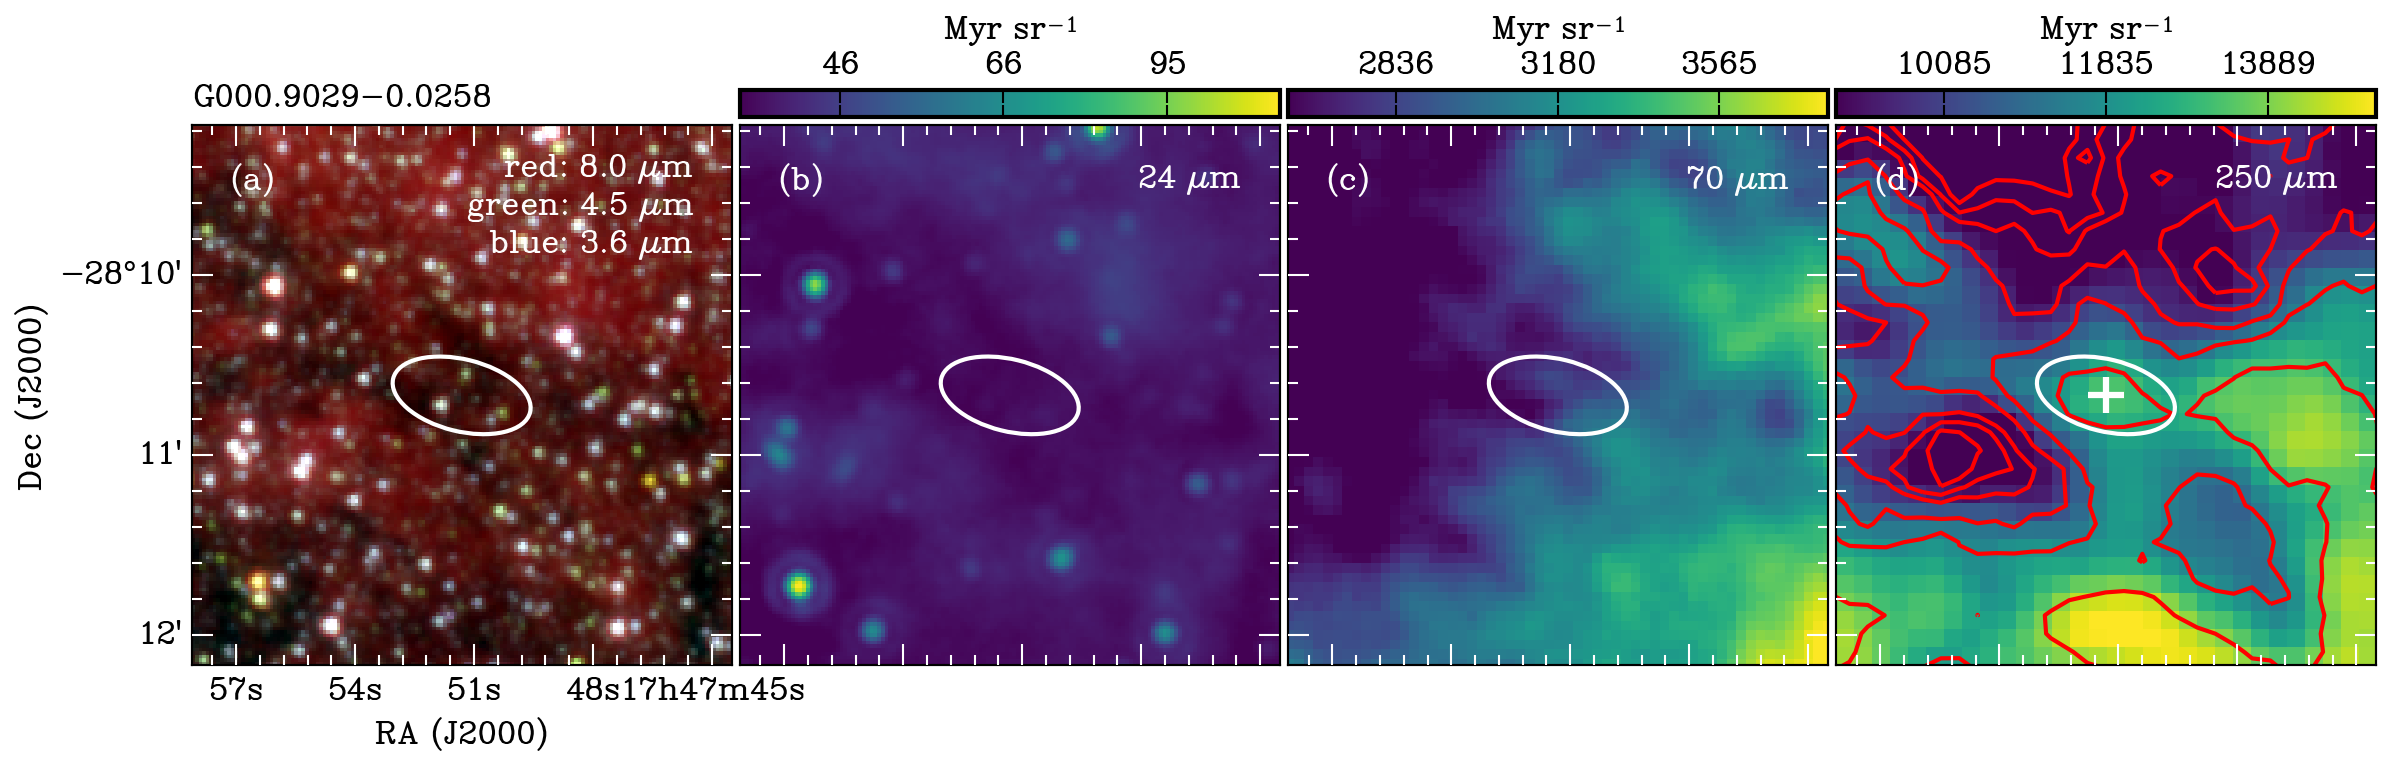 G000.9029−0.0258
(a)
red: 8.0 μm
green: 4.5 μm
blue: 3.6 μm
−28°10'
11'
12'
Dec (J2000)
57s 54s 51s 48s17h47m45s
RA (J2000)
Myr sr⁻¹
46 66 95
(b)
24 μm
Myr sr⁻¹
2836 3180 3565
(c)
70 μm
Myr sr⁻¹
10085 11835 13889
(d)
250 μm